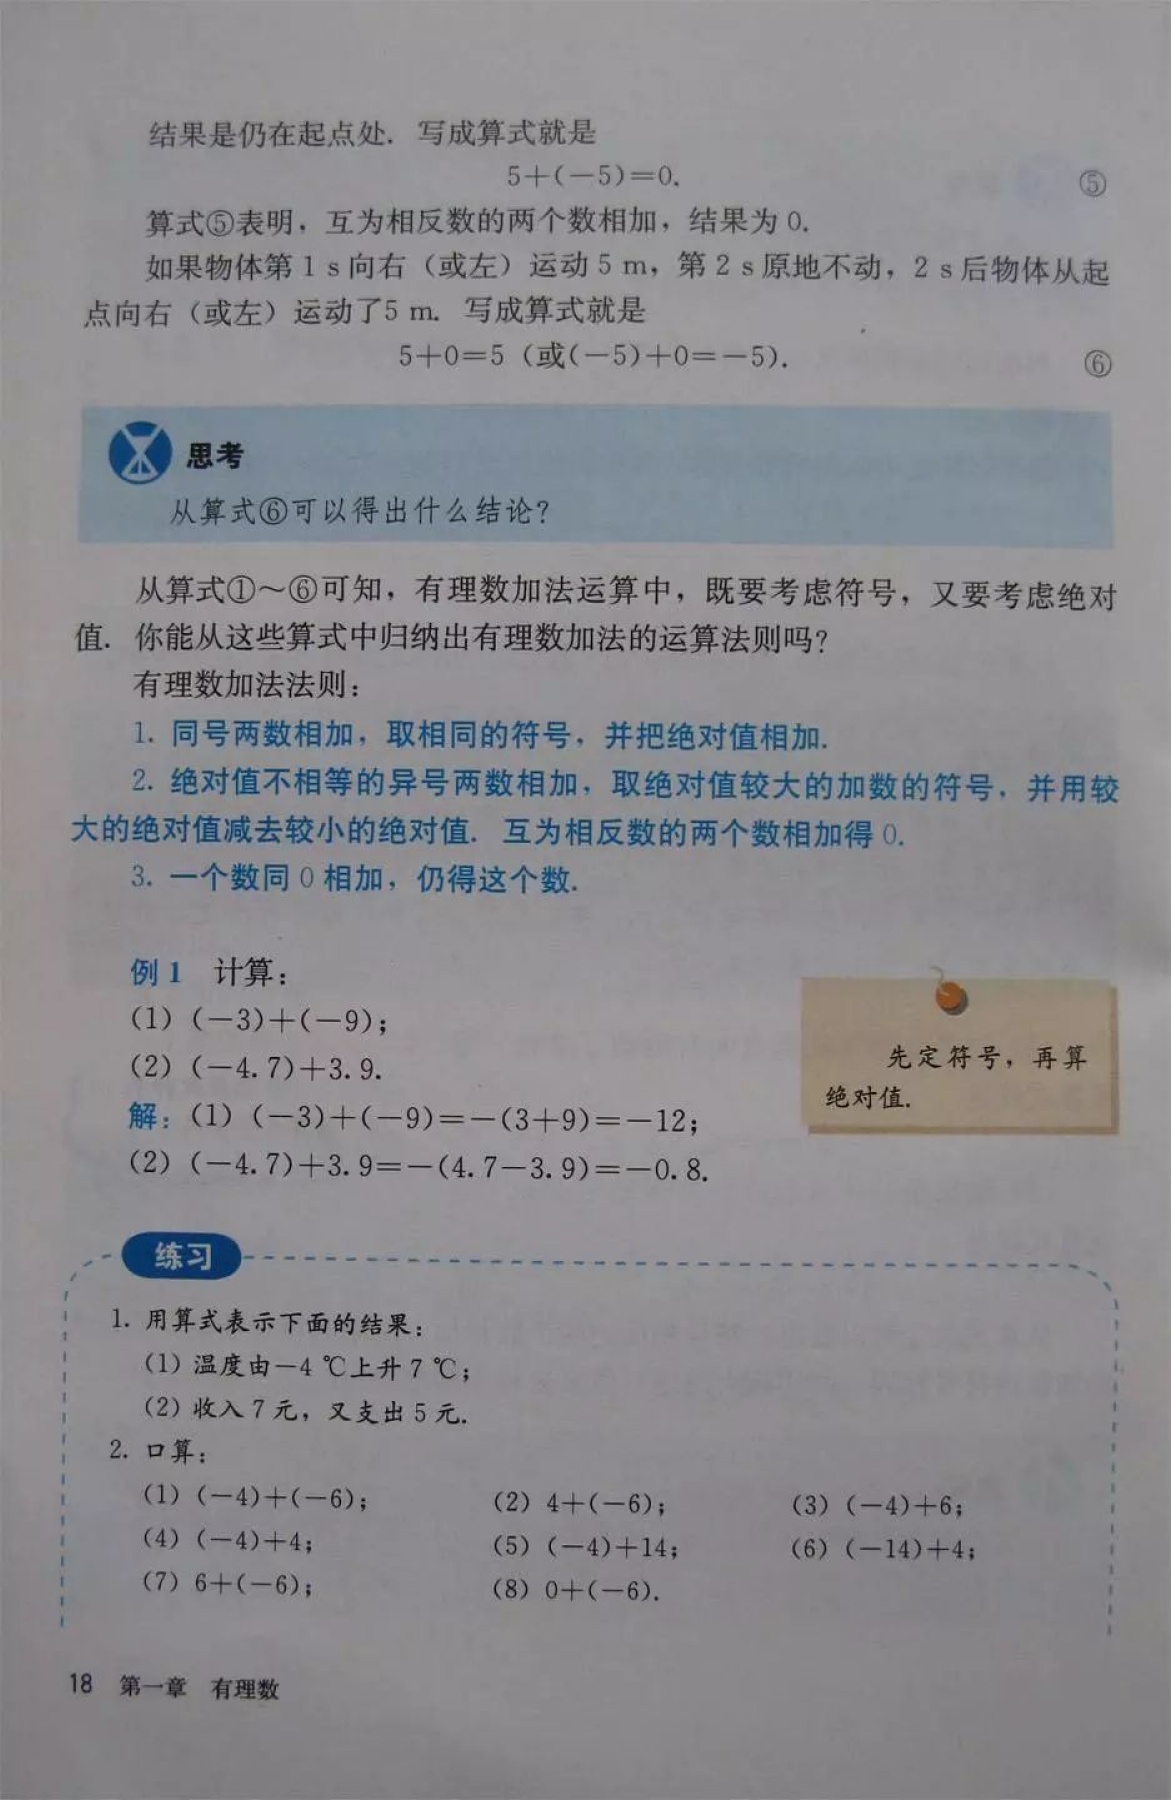 结果是仍在起点处. 写成算式就是
5+(-5)=0. ⑤
算式⑤表明，互为相反数的两个数相加，结果为 0.
如果物体第 1 s 向右（或左）运动 5 m，第 2 s 原地不动，2 s 后物体从起
点向右（或左）运动了5 m. 写成算式就是
5+0=5（或(-5)+0=-5). ⑥
思考
从算式⑥可以得出什么结论？
从算式①～⑥可知，有理数加法运算中，既要考虑符号，又要考虑绝对
值. 你能从这些算式中归纳出有理数加法的运算法则吗？
有理数加法法则：
1. 同号两数相加，取相同的符号，并把绝对值相加.
2. 绝对值不相等的异号两数相加，取绝对值较大的加数的符号，并用较
大的绝对值减去较小的绝对值. 互为相反数的两个数相加得 0.
3. 一个数同 0 相加，仍得这个数.
例 1 计算：
(1) (-3)+(-9);
(2) (-4.7)+3.9.
先定符号，再算
绝对值.
解：(1) (-3)+(-9)=-(3+9)=-12;
(2) (-4.7)+3.9=-(4.7-3.9)=-0.8.
练习
1. 用算式表示下面的结果：
(1) 温度由-4 ℃上升 7 ℃;
(2) 收入 7 元，又支出 5 元.
2. 口算：
(1) (-4)+(-6); (2) 4+(-6); (3) (-4)+6;
(4) (-4)+4; (5) (-4)+14; (6) (-14)+4;
(7) 6+(-6); (8) 0+(-6).
18 第一章 有理数